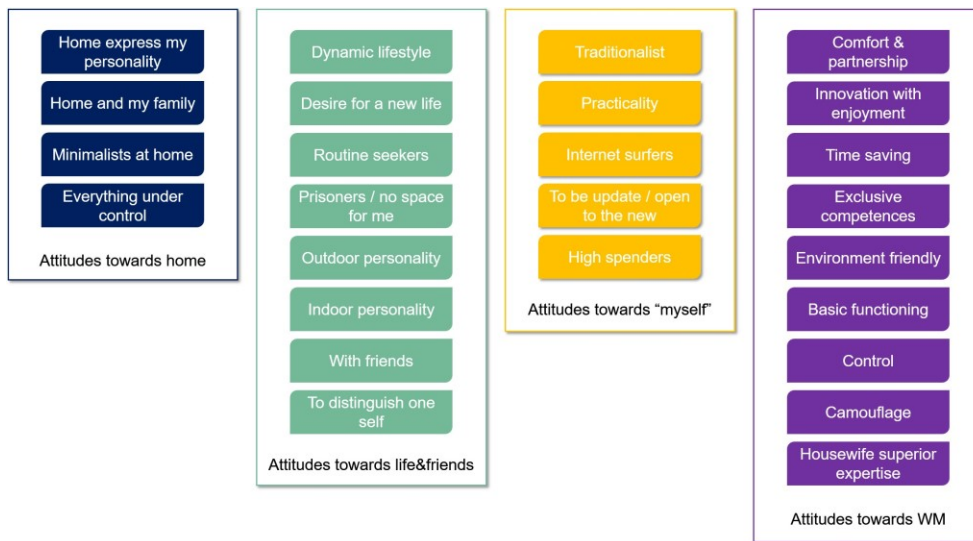 Home express my
personality
Home and my family
Minimalists at home
Everything under
control
Attitudes towards home
Dynamic lifestyle
Desire for a new life
Routine seekers
Prisoners / no space
for me
Outdoor personality
Indoor personality
With friends
To distinguish one
self
Attitudes towards life&friends
Traditionalist
Practicality
Internet surfers
To be update / open
to the new
High spenders
Attitudes towards “myself”
Comfort &
partnership
Innovation with
enjoyment
Time saving
Exclusive
competences
Environment friendly
Basic functioning
Control
Camouflage
Housewife superior
expertise
Attitudes towards WM